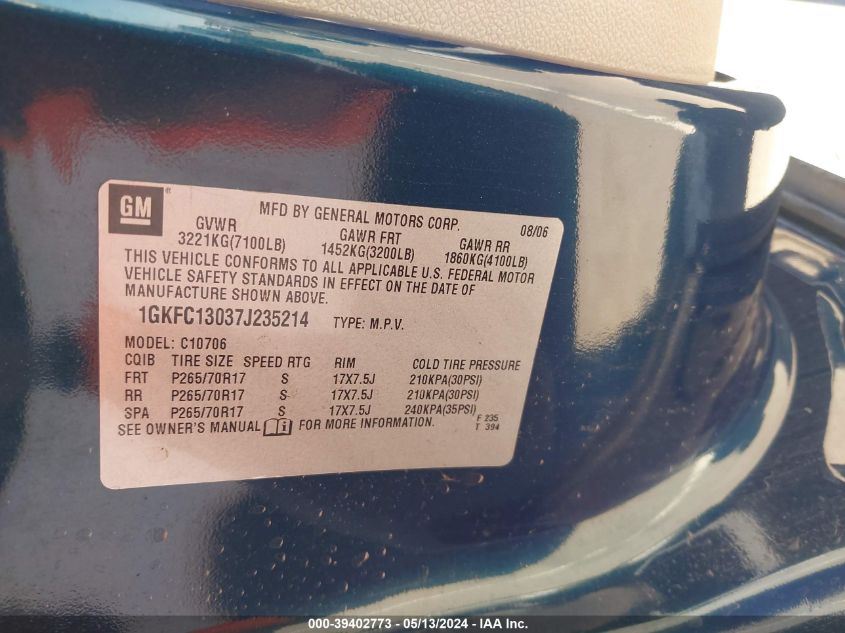 GM ®
MFD BY GENERAL MOTORS CORP. 08/06
GVWR GAWR FRT GAWR RR
3221KG(7100LB) 1452KG(3200LB) 1860KG(4100LB)
THIS VEHICLE CONFORMS TO ALL APPLICABLE U.S. FEDERAL MOTOR
VEHICLE SAFETY STANDARDS IN EFFECT ON THE DATE OF
MANUFACTURE SHOWN ABOVE.
1GKFC13037J235214 TYPE: M.P.V.
MODEL: C10706
CQIB TIRE SIZE SPEED RTG RIM COLD TIRE PRESSURE
FRT P265/70R17 S 17X7.5J 210KPA(30PSI)
RR P265/70R17 S 17X7.5J 210KPA(30PSI)
SPA P265/70R17 S 17X7.5J 240KPA(35PSI)
SEE OWNER'S MANUAL i FOR MORE INFORMATION.
F 235
T 394
000-39402773 - 05/13/2024 - IAA Inc.